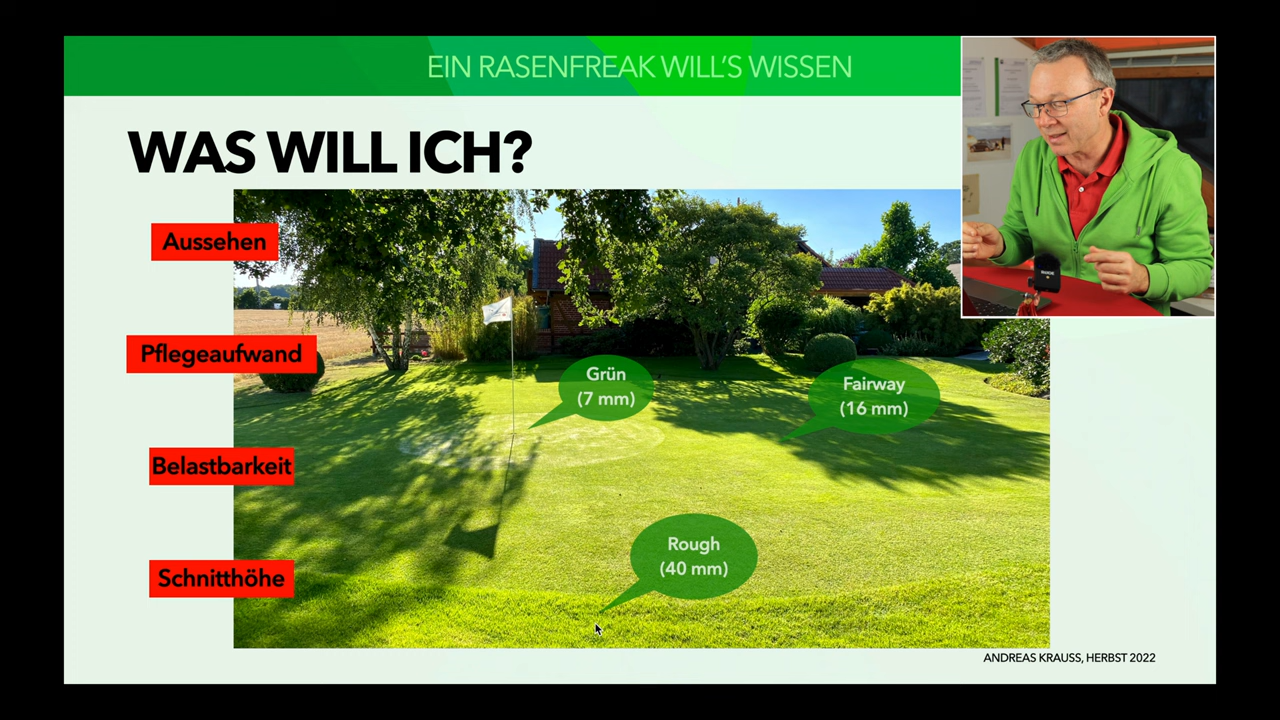 EIN RASENFREAK WILL'S WISSEN
WAS WILL ICH?
Aussehen
Pflegeaufwand
Belastbarkeit
Schnitthöhe
Grün
(7 mm)
Fairway
(16 mm)
Rough
(40 mm)
ANDREAS KRAUSS, HERBST 2022